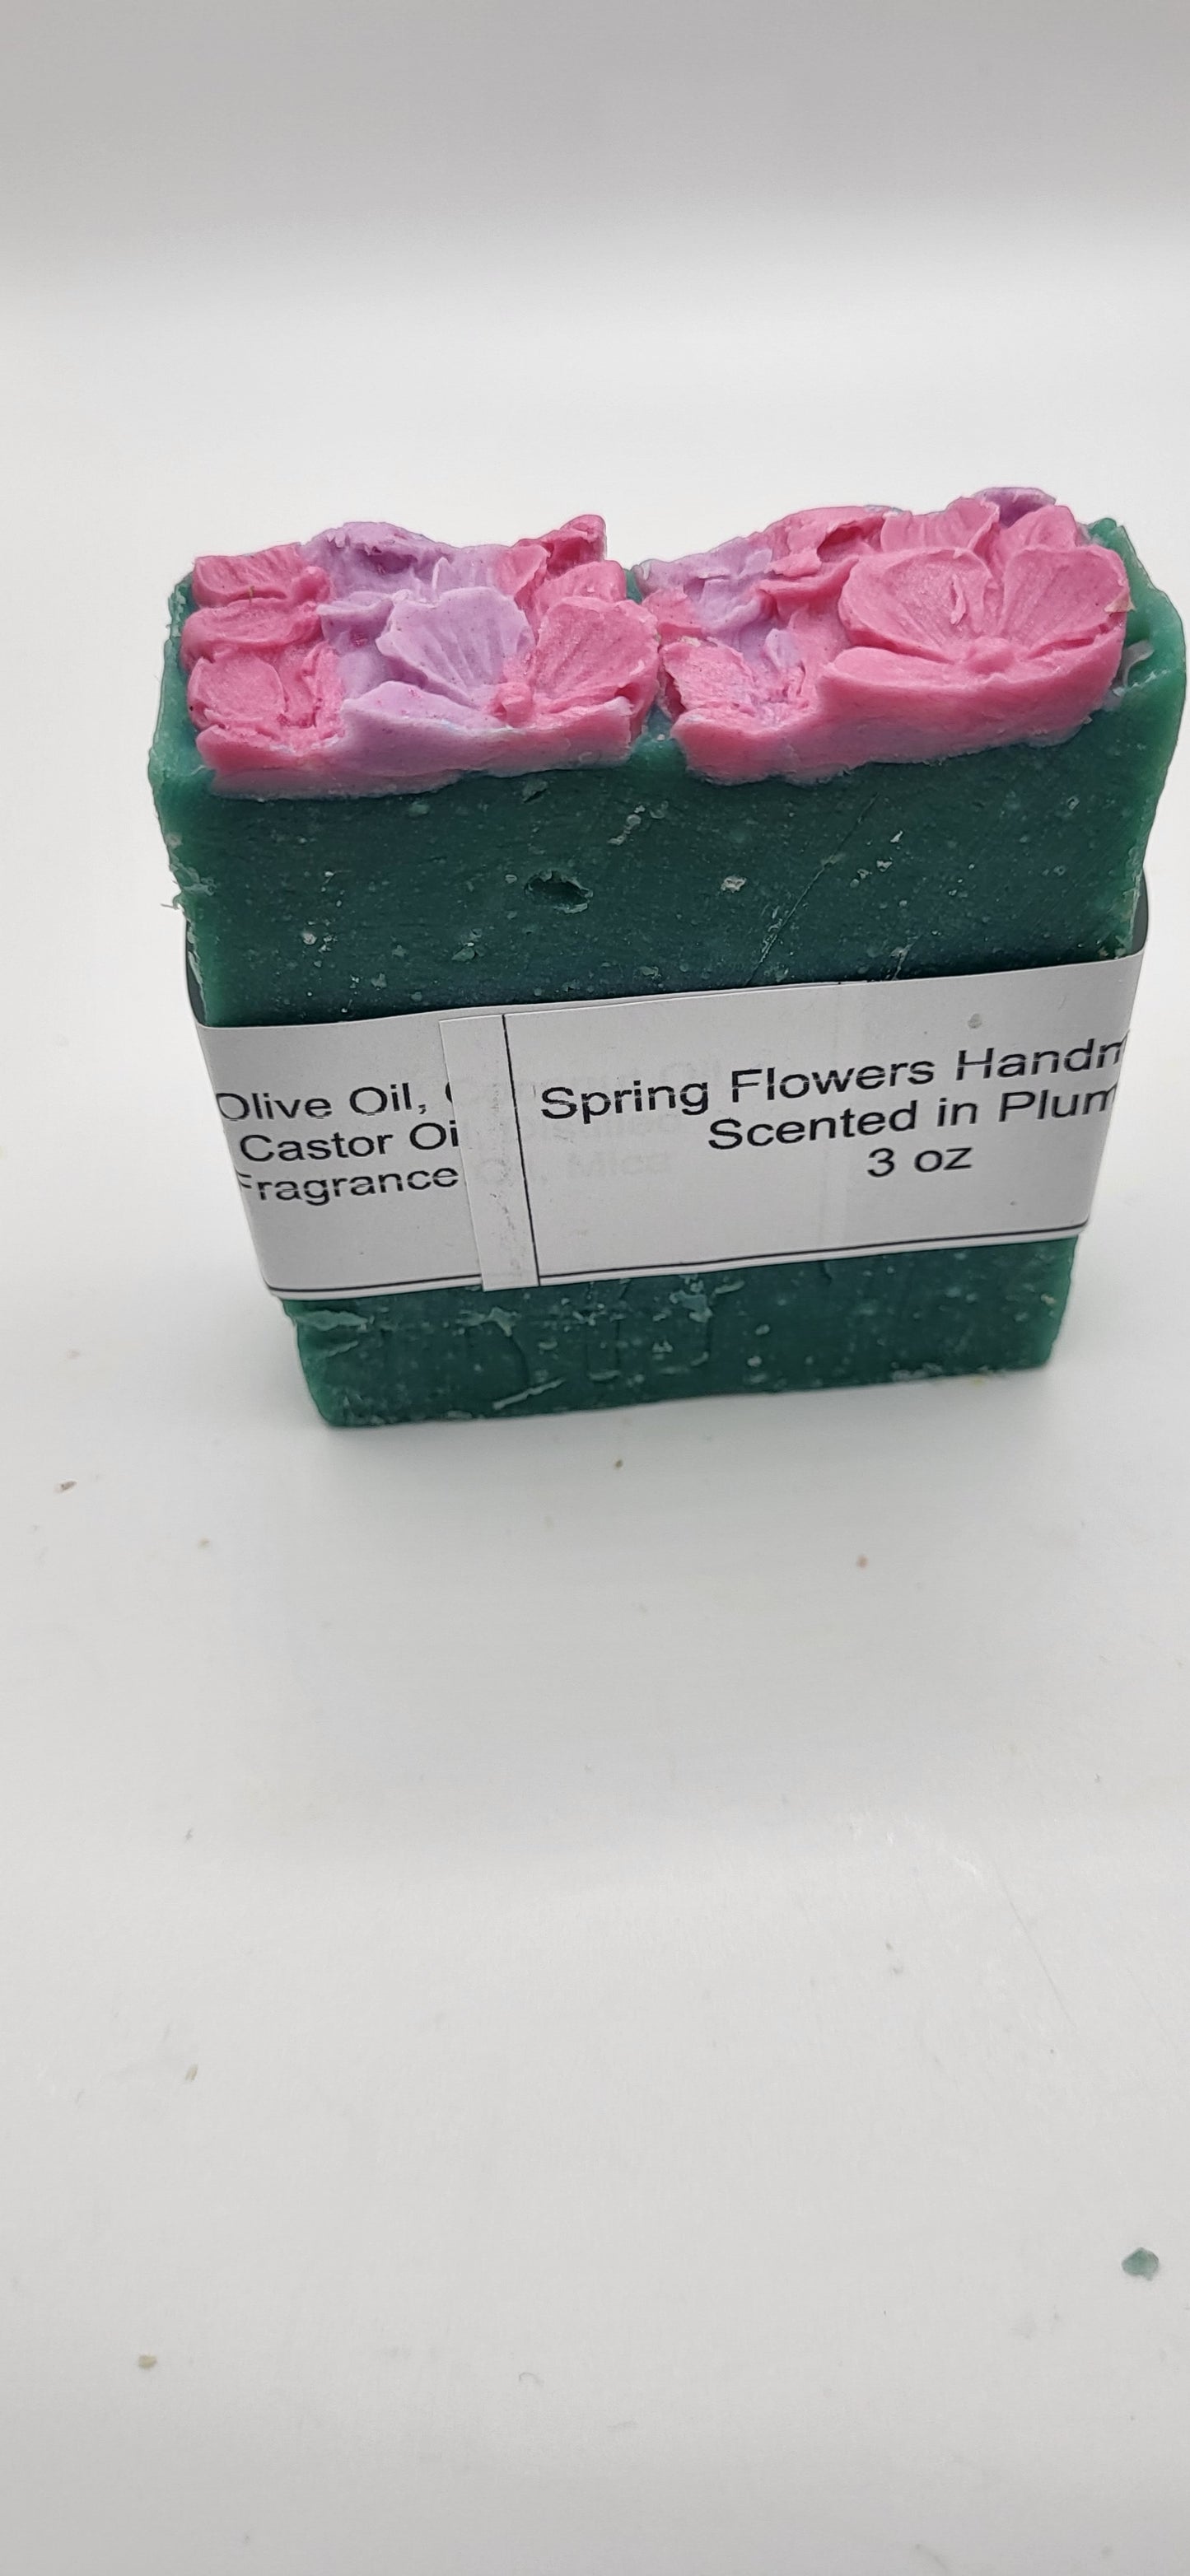 Olive Oil,
Castor Oi
Fragrance
Spring Flowers Handm
Scented in Plum
3 oz